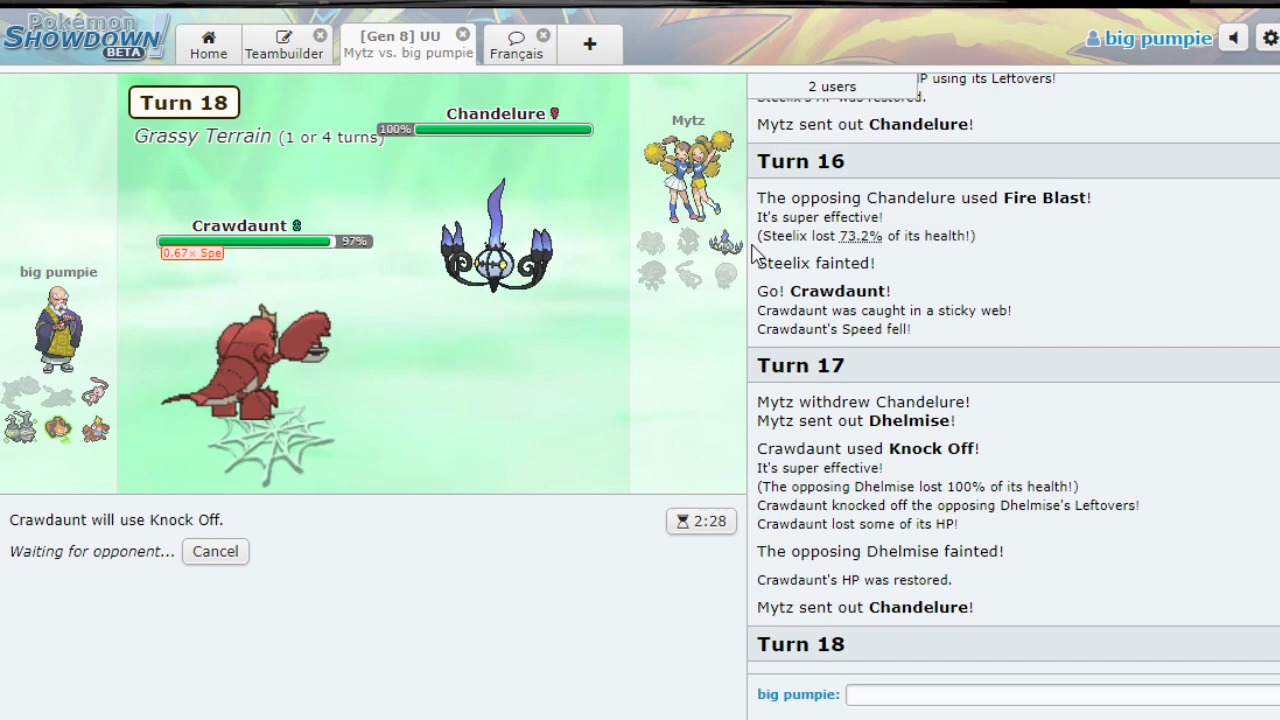 Pokémon
SHOWDOWN
BETA
Home
Teambuilder
[Gen 8] UU
Mytz vs. big pumpie
Français
big pumpie
Turn 18
Grassy Terrain (1 or 4 turns)
Chandelure
100%
Crawdaunt
97%
0.67× Spe
big pumpie
Mytz
Crawdaunt will use Knock Off.
Waiting for opponent...
Cancel
2:28
2 users
P using its Leftovers!
Steelix's HP was restored.
Mytz sent out Chandelure!
Turn 16
The opposing Chandelure used Fire Blast!
It's super effective!
(Steelix lost 73.2% of its health!)
Steelix fainted!
Go! Crawdaunt!
Crawdaunt was caught in a sticky web!
Crawdaunt's Speed fell!
Turn 17
Mytz withdrew Chandelure!
Mytz sent out Dhelmise!
Crawdaunt used Knock Off!
It's super effective!
(The opposing Dhelmise lost 100% of its health!)
Crawdaunt knocked off the opposing Dhelmise's Leftovers!
Crawdaunt lost some of its HP!
The opposing Dhelmise fainted!
Crawdaunt's HP was restored.
Mytz sent out Chandelure!
Turn 18
big pumpie: